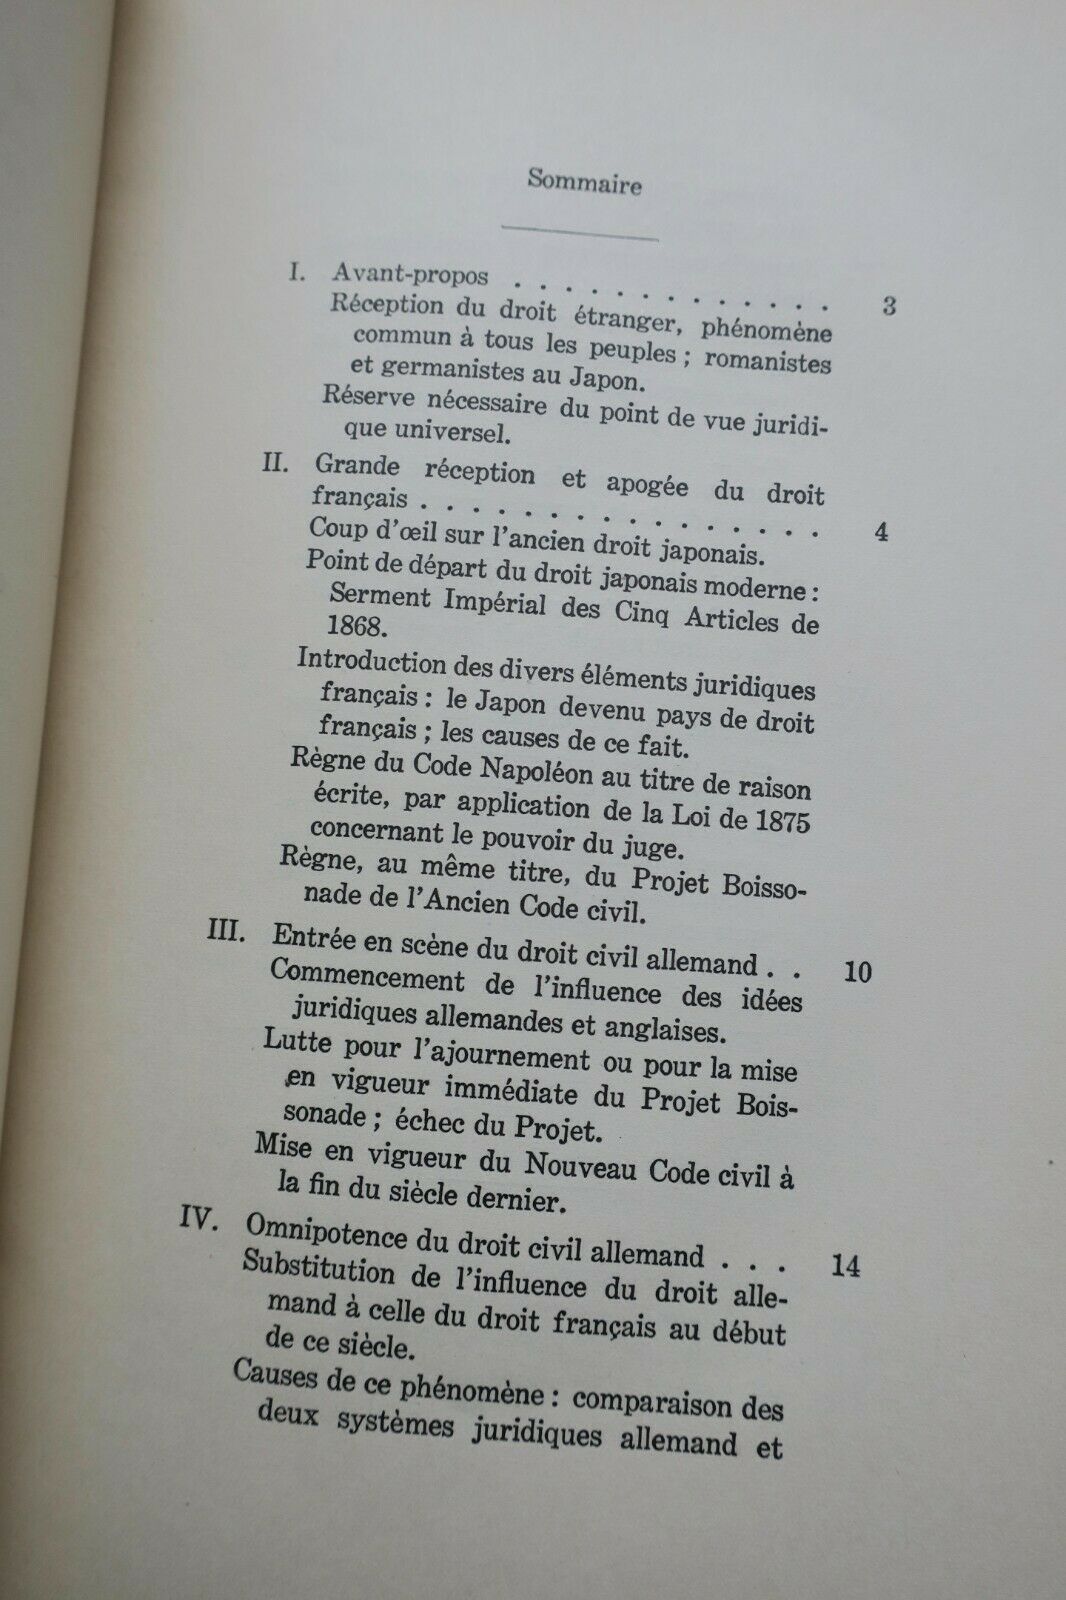 Sommaire
I. Avant-propos . . . . . . . . . . . . . 3
Réception du droit étranger, phénomène
commun à tous les peuples ; romanistes
et germanistes au Japon.
Réserve nécessaire du point de vue juridi-
que universel.
II. Grande réception et apogée du droit
français . . . . . . . . . . . . . . . . 4
Coup d'œil sur l'ancien droit japonais.
Point de départ du droit japonais moderne :
Serment Impérial des Cinq Articles de
1868.
Introduction des divers éléments juridiques
français : le Japon devenu pays de droit
français ; les causes de ce fait.
Règne du Code Napoléon au titre de raison
écrite, par application de la Loi de 1875
concernant le pouvoir du juge.
Règne, au même titre, du Projet Boisso-
nade de l'Ancien Code civil.
III. Entrée en scène du droit civil allemand . . 10
Commencement de l'influence des idées
juridiques allemandes et anglaises.
Lutte pour l'ajournement ou pour la mise
en vigueur immédiate du Projet Bois-
sonade ; échec du Projet.
Mise en vigueur du Nouveau Code civil à
la fin du siècle dernier.
IV. Omnipotence du droit civil allemand . . . 14
Substitution de l'influence du droit alle-
mand à celle du droit français au début
de ce siècle.
Causes de ce phénomène : comparaison des
deux systèmes juridiques allemand et